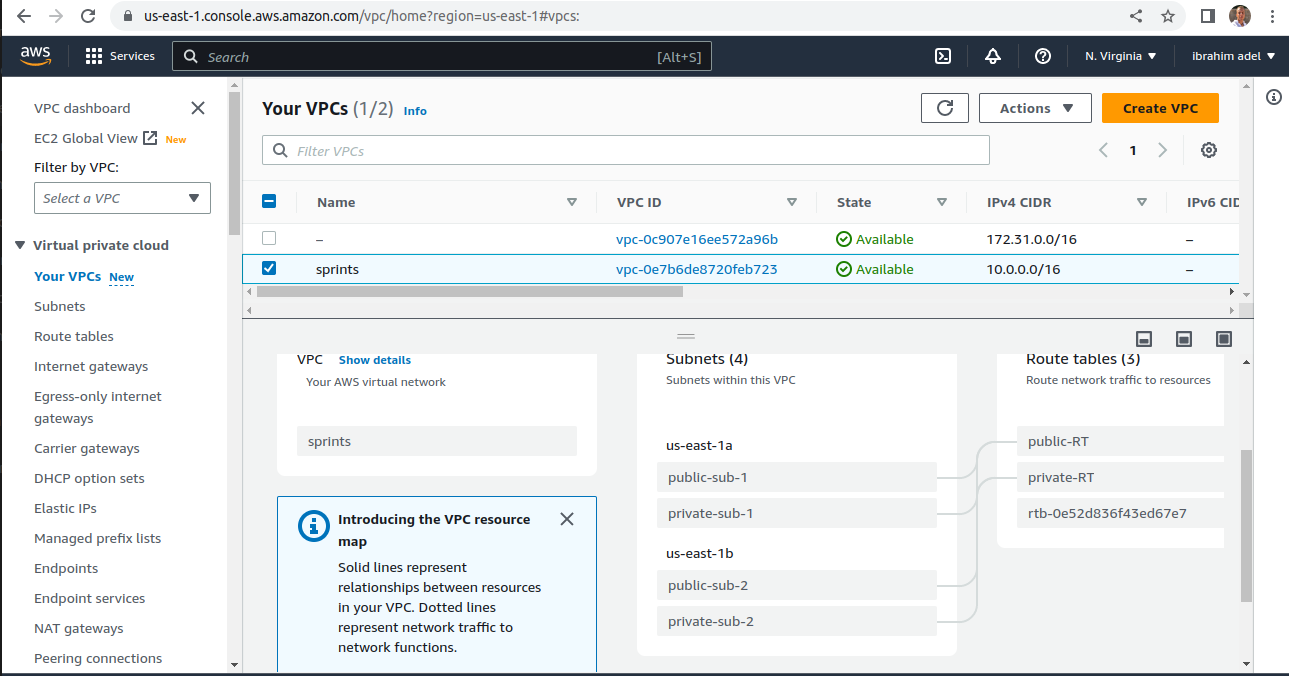 us-east-1.console.aws.amazon.com/vpc/home?region=us-east-1#vpcs:
aws Services Search [Alt+S] N. Virginia ibrahim adel
VPC dashboard
EC2 Global View New
Filter by VPC:
Select a VPC
Virtual private cloud
Your VPCs New
Subnets
Route tables
Internet gateways
Egress-only internet
gateways
Carrier gateways
DHCP option sets
Elastic IPs
Managed prefix lists
Endpoints
Endpoint services
NAT gateways
Peering connections
Your VPCs (1/2) Info
Actions
Create VPC
Filter VPCs
1
Name VPC ID State IPv4 CIDR IPv6 CID
– vpc-0c907e16ee572a96b Available 172.31.0.0/16 –
sprints vpc-0e7b6de8720feb723 Available 10.0.0.0/16 –
VPC Show details
Your AWS virtual network
sprints
Introducing the VPC resource
map
Solid lines represent
relationships between resources
in your VPC. Dotted lines
represent network traffic to
network functions.
Subnets (4)
Subnets within this VPC
us-east-1a
public-sub-1
private-sub-1
us-east-1b
public-sub-2
private-sub-2
Route tables (3)
Route network traffic to resources
public-RT
private-RT
rtb-0e52d836f43ed67e7